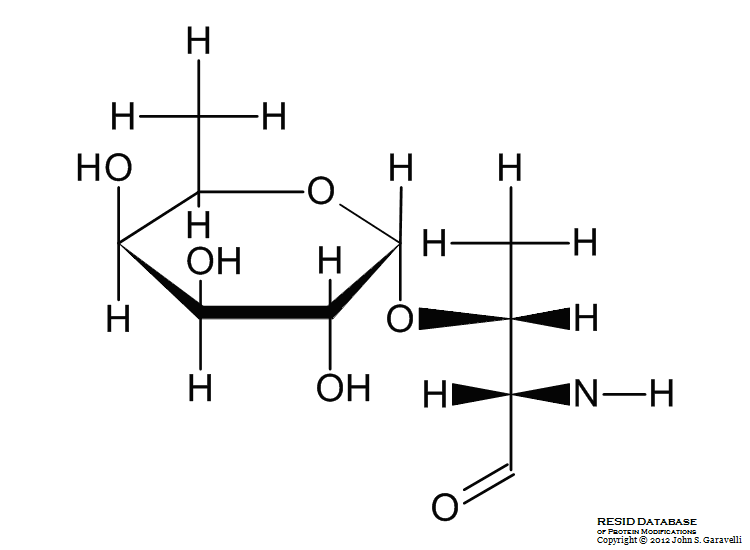 H
H H
HO O H H
H H H
OH H
O H
H
H OH H N H
O
RESID DATABASE
OF PROTEIN MODIFICATIONS
Copyright © 2012 John S. Garavelli